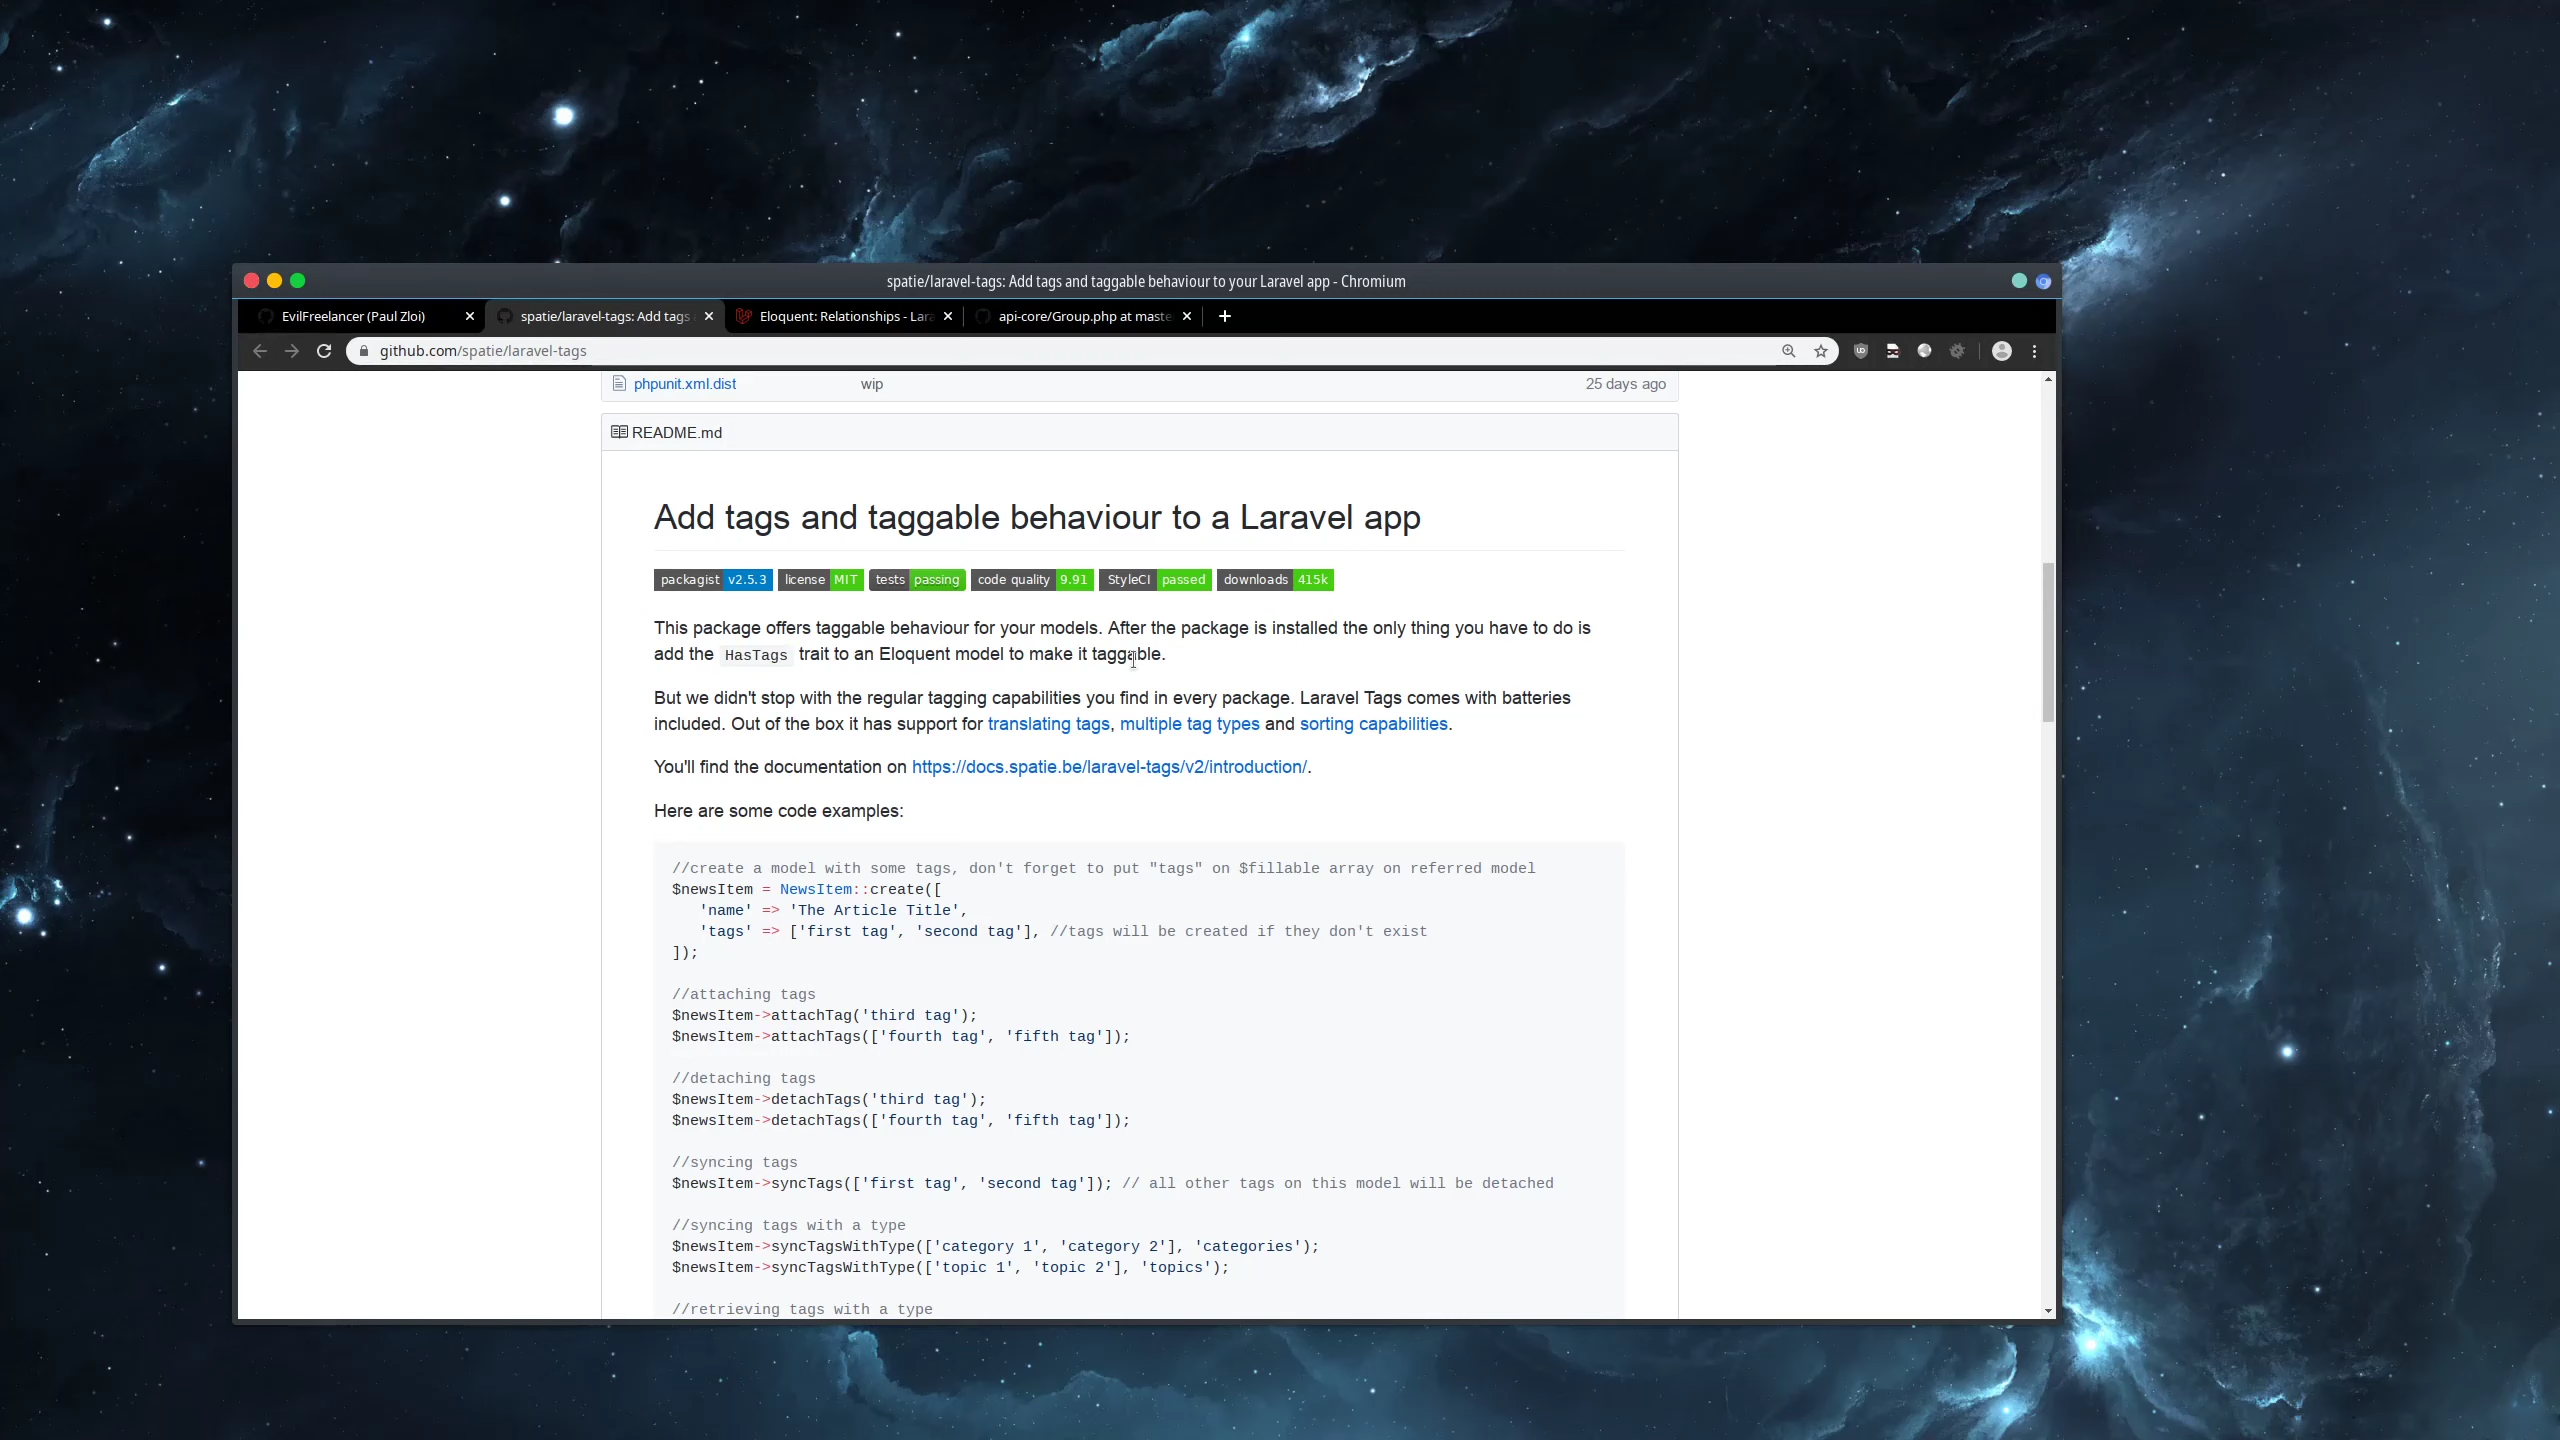 spatie/laravel-tags: Add tags and taggable behaviour to your Laravel app - Chromium
EvilFreelancer (Paul Zloi)
spatie/laravel-tags: Add tags
Eloquent: Relationships - Lara
api-core/Group.php at maste
github.com/spatie/laravel-tags
phpunit.xml.dist wip 25 days ago
README.md
Add tags and taggable behaviour to a Laravel app
packagist v2.5.3 license MIT tests passing code quality 9.91 StyleCI passed downloads 415k
This package offers taggable behaviour for your models. After the package is installed the only thing you have to do is
add the HasTags trait to an Eloquent model to make it taggable.
But we didn't stop with the regular tagging capabilities you find in every package. Laravel Tags comes with batteries
included. Out of the box it has support for translating tags, multiple tag types and sorting capabilities.
You'll find the documentation on https://docs.spatie.be/laravel-tags/v2/introduction/.
Here are some code examples:
//create a model with some tags, don't forget to put "tags" on $fillable array on referred model
$newsItem = NewsItem::create([
'name' => 'The Article Title',
'tags' => ['first tag', 'second tag'], //tags will be created if they don't exist
]);
//attaching tags
$newsItem->attachTag('third tag');
$newsItem->attachTags(['fourth tag', 'fifth tag']);
//detaching tags
$newsItem->detachTags('third tag');
$newsItem->detachTags(['fourth tag', 'fifth tag']);
//syncing tags
$newsItem->syncTags(['first tag', 'second tag']); // all other tags on this model will be detached
//syncing tags with a type
$newsItem->syncTagsWithType(['category 1', 'category 2'], 'categories');
$newsItem->syncTagsWithType(['topic 1', 'topic 2'], 'topics');
//retrieving tags with a type